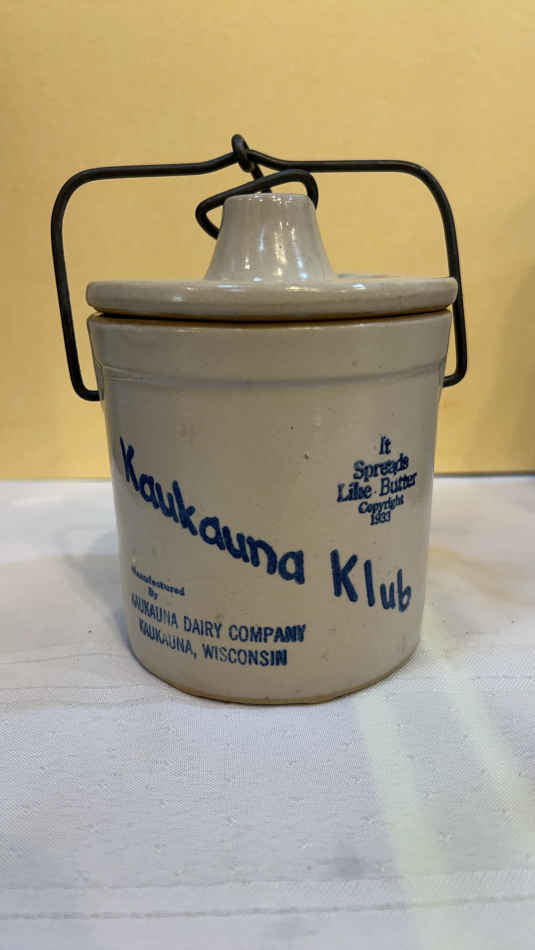 It
Spreads
Like Butter
Copyright
1933
Kaukauna Klub
Manufactured
By
KAUKAUNA DAIRY COMPANY
KAUKAUNA, WISCONSIN